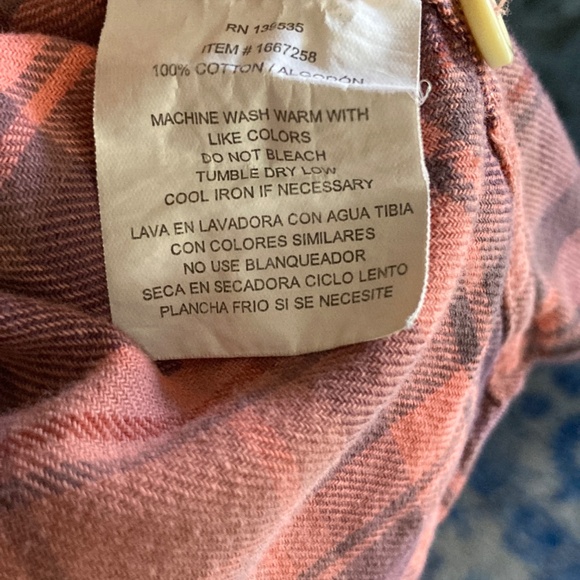 RN 139535
ITEM # 1667258
100% COTTON / ALGODÓN
MACHINE WASH WARM WITH
LIKE COLORS
DO NOT BLEACH
TUMBLE DRY LOW
COOL IRON IF NECESSARY
LAVA EN LAVADORA CON AGUA TIBIA
CON COLORES SIMILARES
NO USE BLANQUEADOR
SECA EN SECADORA CICLO LENTO
PLANCHA FRIO SI SE NECESITE